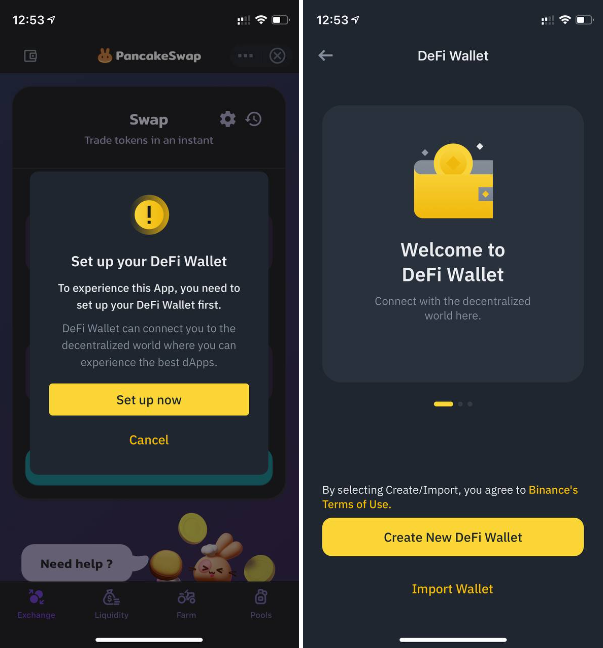 12:53
PancakeSwap
Swap
Trade tokens in an instant
!
Set up your DeFi Wallet
To experience this App, you need to
set up your DeFi Wallet first.
DeFi Wallet can connect you to the
decentralized world where you can
experience the best dApps.
Set up now
Cancel
Need help ?
Exchange
Liquidity
Farm
Pools
12:53
DeFi Wallet
Welcome to
DeFi Wallet
Connect with the decentralized
world here.
By selecting Create/Import, you agree to Binance's
Terms of Use.
Create New DeFi Wallet
Import Wallet